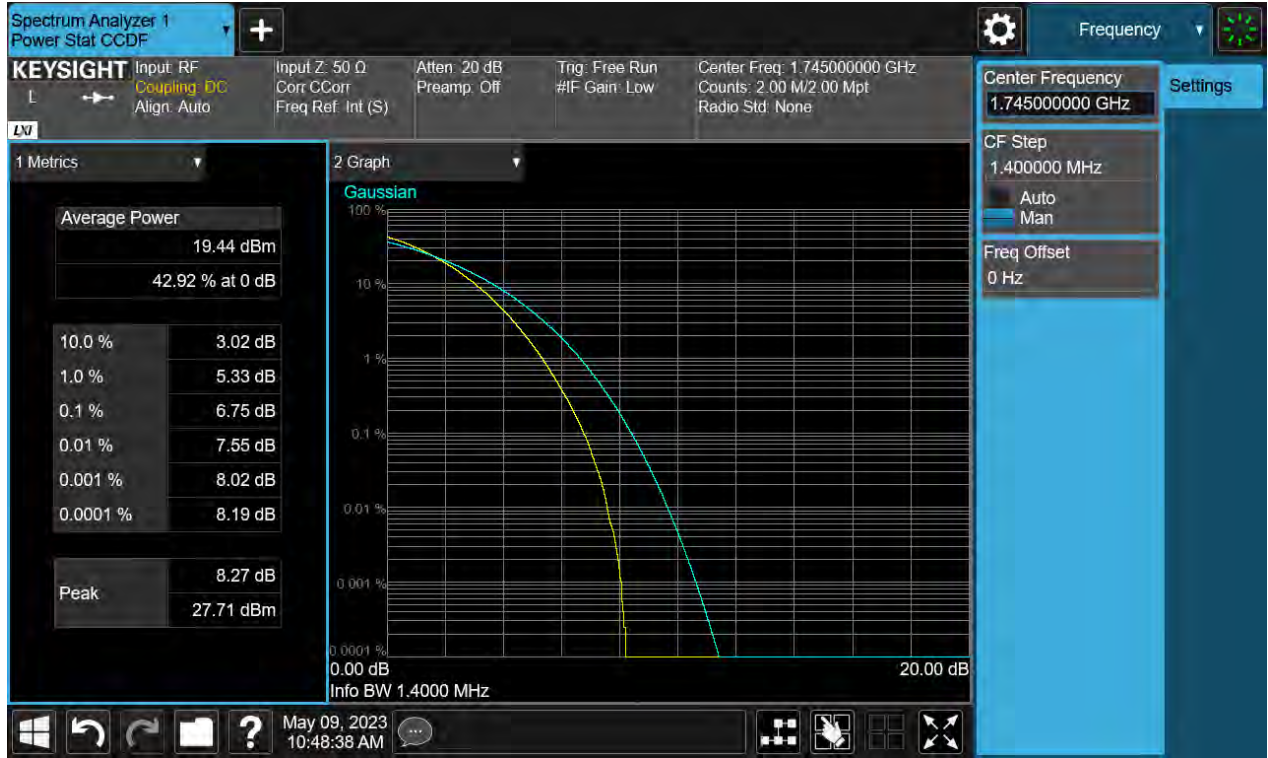 Spectrum Analyzer 1
Power Stat CCDF
+
Frequency
KEYSIGHT
L
LXI
Input: RF
Coupling: DC
Align: Auto
Input Z: 50 Ω
Corr CCorr
Freq Ref: Int (S)
Atten: 20 dB
Preamp: Off
Trig: Free Run
#IF Gain: Low
Center Freq: 1.745000000 GHz
Counts: 2.00 M/2.00 Mpt
Radio Std: None
Center Frequency
1.745000000 GHz
Settings
CF Step
1.400000 MHz
Auto
Man
Freq Offset
0 Hz
1 Metrics
Average Power
19.44 dBm
42.92 % at 0 dB
10.0 % 3.02 dB
1.0 % 5.33 dB
0.1 % 6.75 dB
0.01 % 7.55 dB
0.001 % 8.02 dB
0.0001 % 8.19 dB
Peak
8.27 dB
27.71 dBm
2 Graph
Gaussian
100 %
10 %
1 %
0.1 %
0.01 %
0.001 %
0.0001 %
0.00 dB 20.00 dB
Info BW 1.4000 MHz
?
May 09, 2023
10:48:38 AM